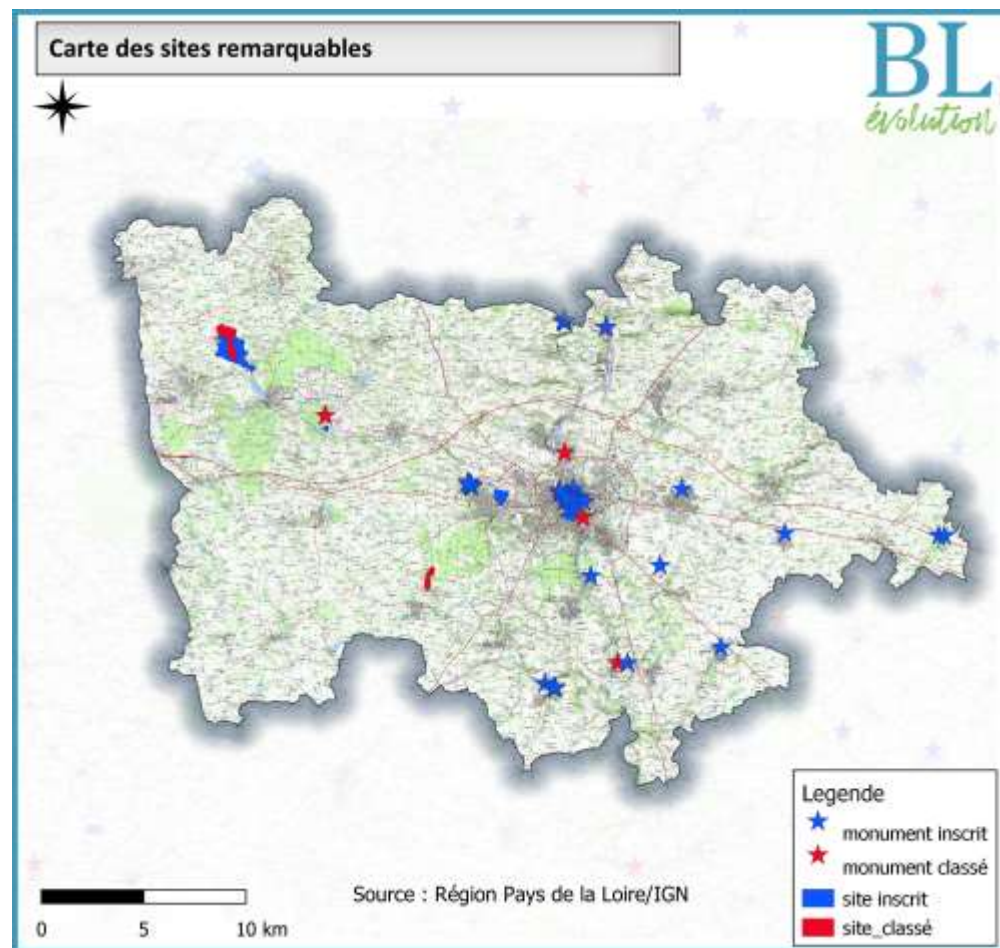 Carte des sites remarquables
BL
évolution
Legende
monument inscrit
monument classé
site inscrit
site_classé
Source : Région Pays de la Loire/IGN
0 5 10 km